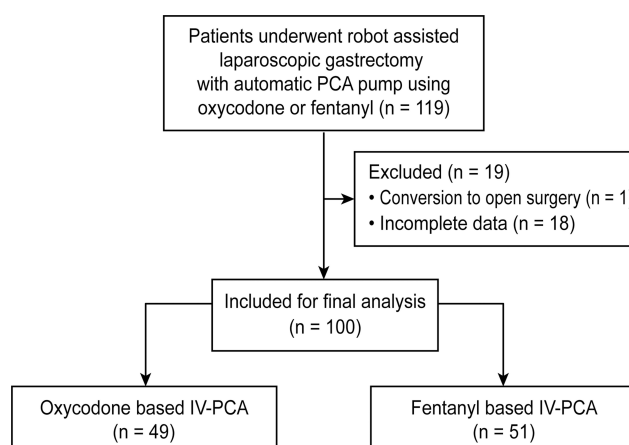 Patients underwent robot assisted
laparoscopic gastrectomy
with automatic PCA pump using
oxycodone or fentanyl (n = 119)
Excluded (n = 19)
• Conversion to open surgery (n = 1
• Incomplete data (n = 18)
Included for final analysis
(n = 100)
Oxycodone based IV-PCA
(n = 49)
Fentanyl based IV-PCA
(n = 51)